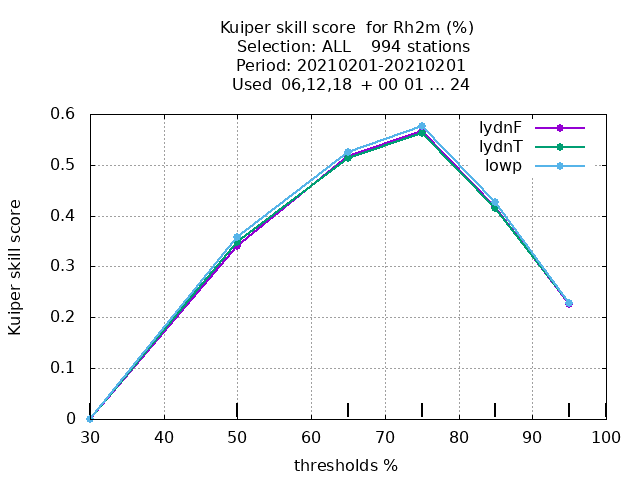 Kuiper skill score  for Rh2m (%)
Selection: ALL    994 stations
Period: 20210201-20210201
Used  06,12,18  + 00 01 ... 24
lydnF
lydnT
lowp
0.6
0.5
0.4
0.3
0.2
0.1
0
Kuiper skill score
30 40 50 60 70 80 90 100
thresholds %